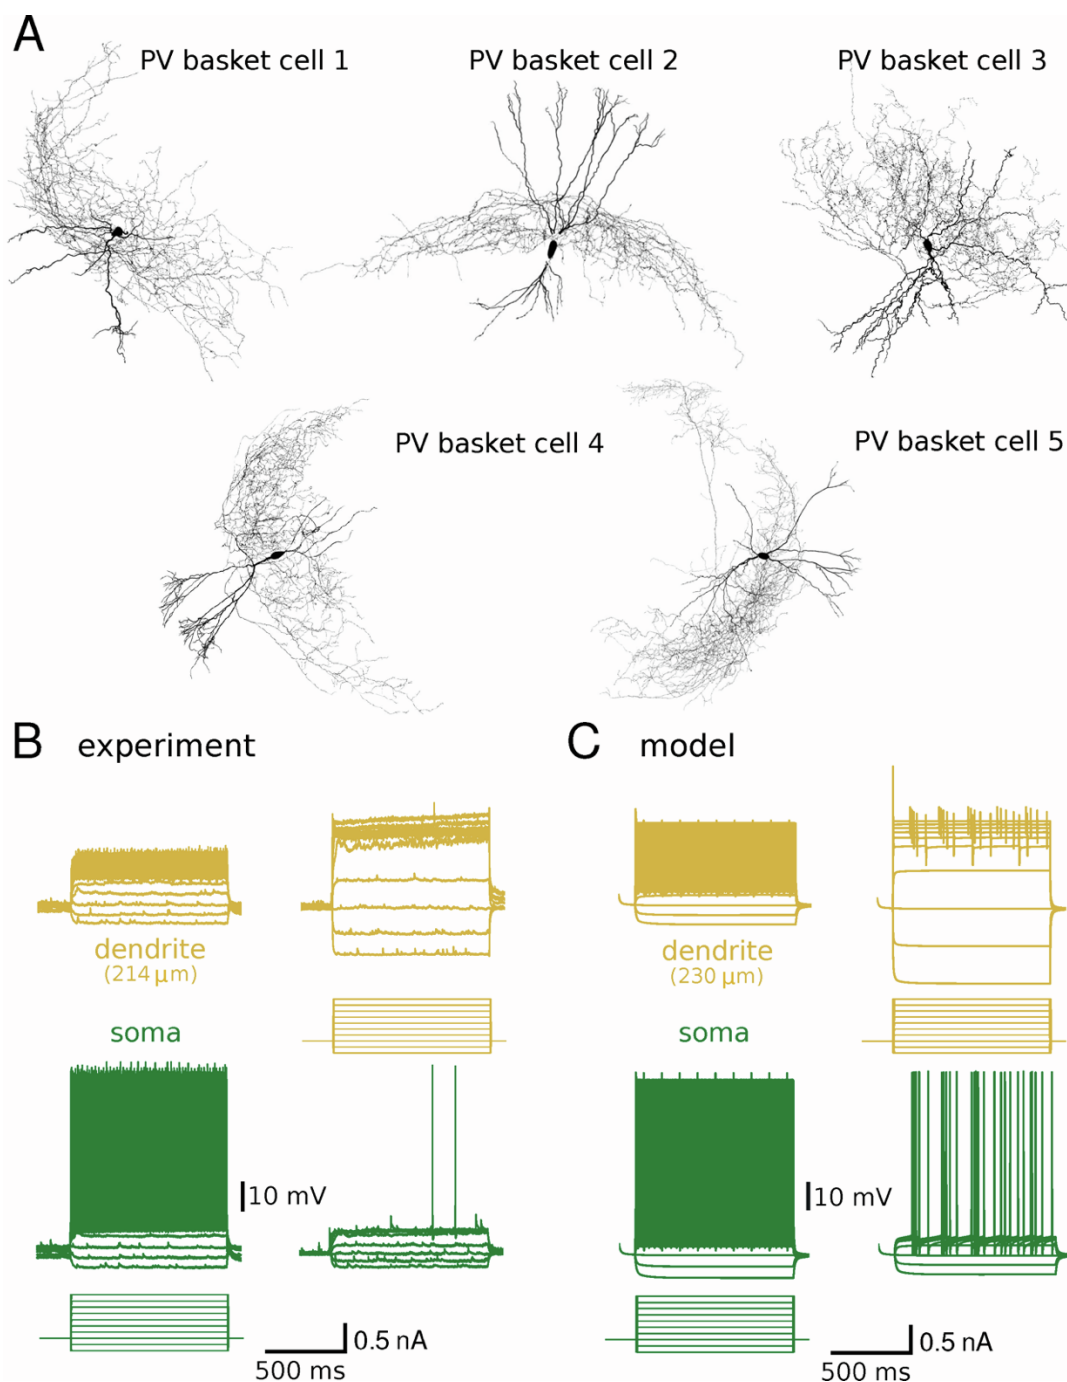 A
PV basket cell 1
PV basket cell 2
PV basket cell 3
PV basket cell 4
PV basket cell 5
B experiment
C model
dendrite
(214 µm)
dendrite
(230 µm)
soma
soma
10 mV
10 mV
0.5 nA
500 ms
0.5 nA
500 ms